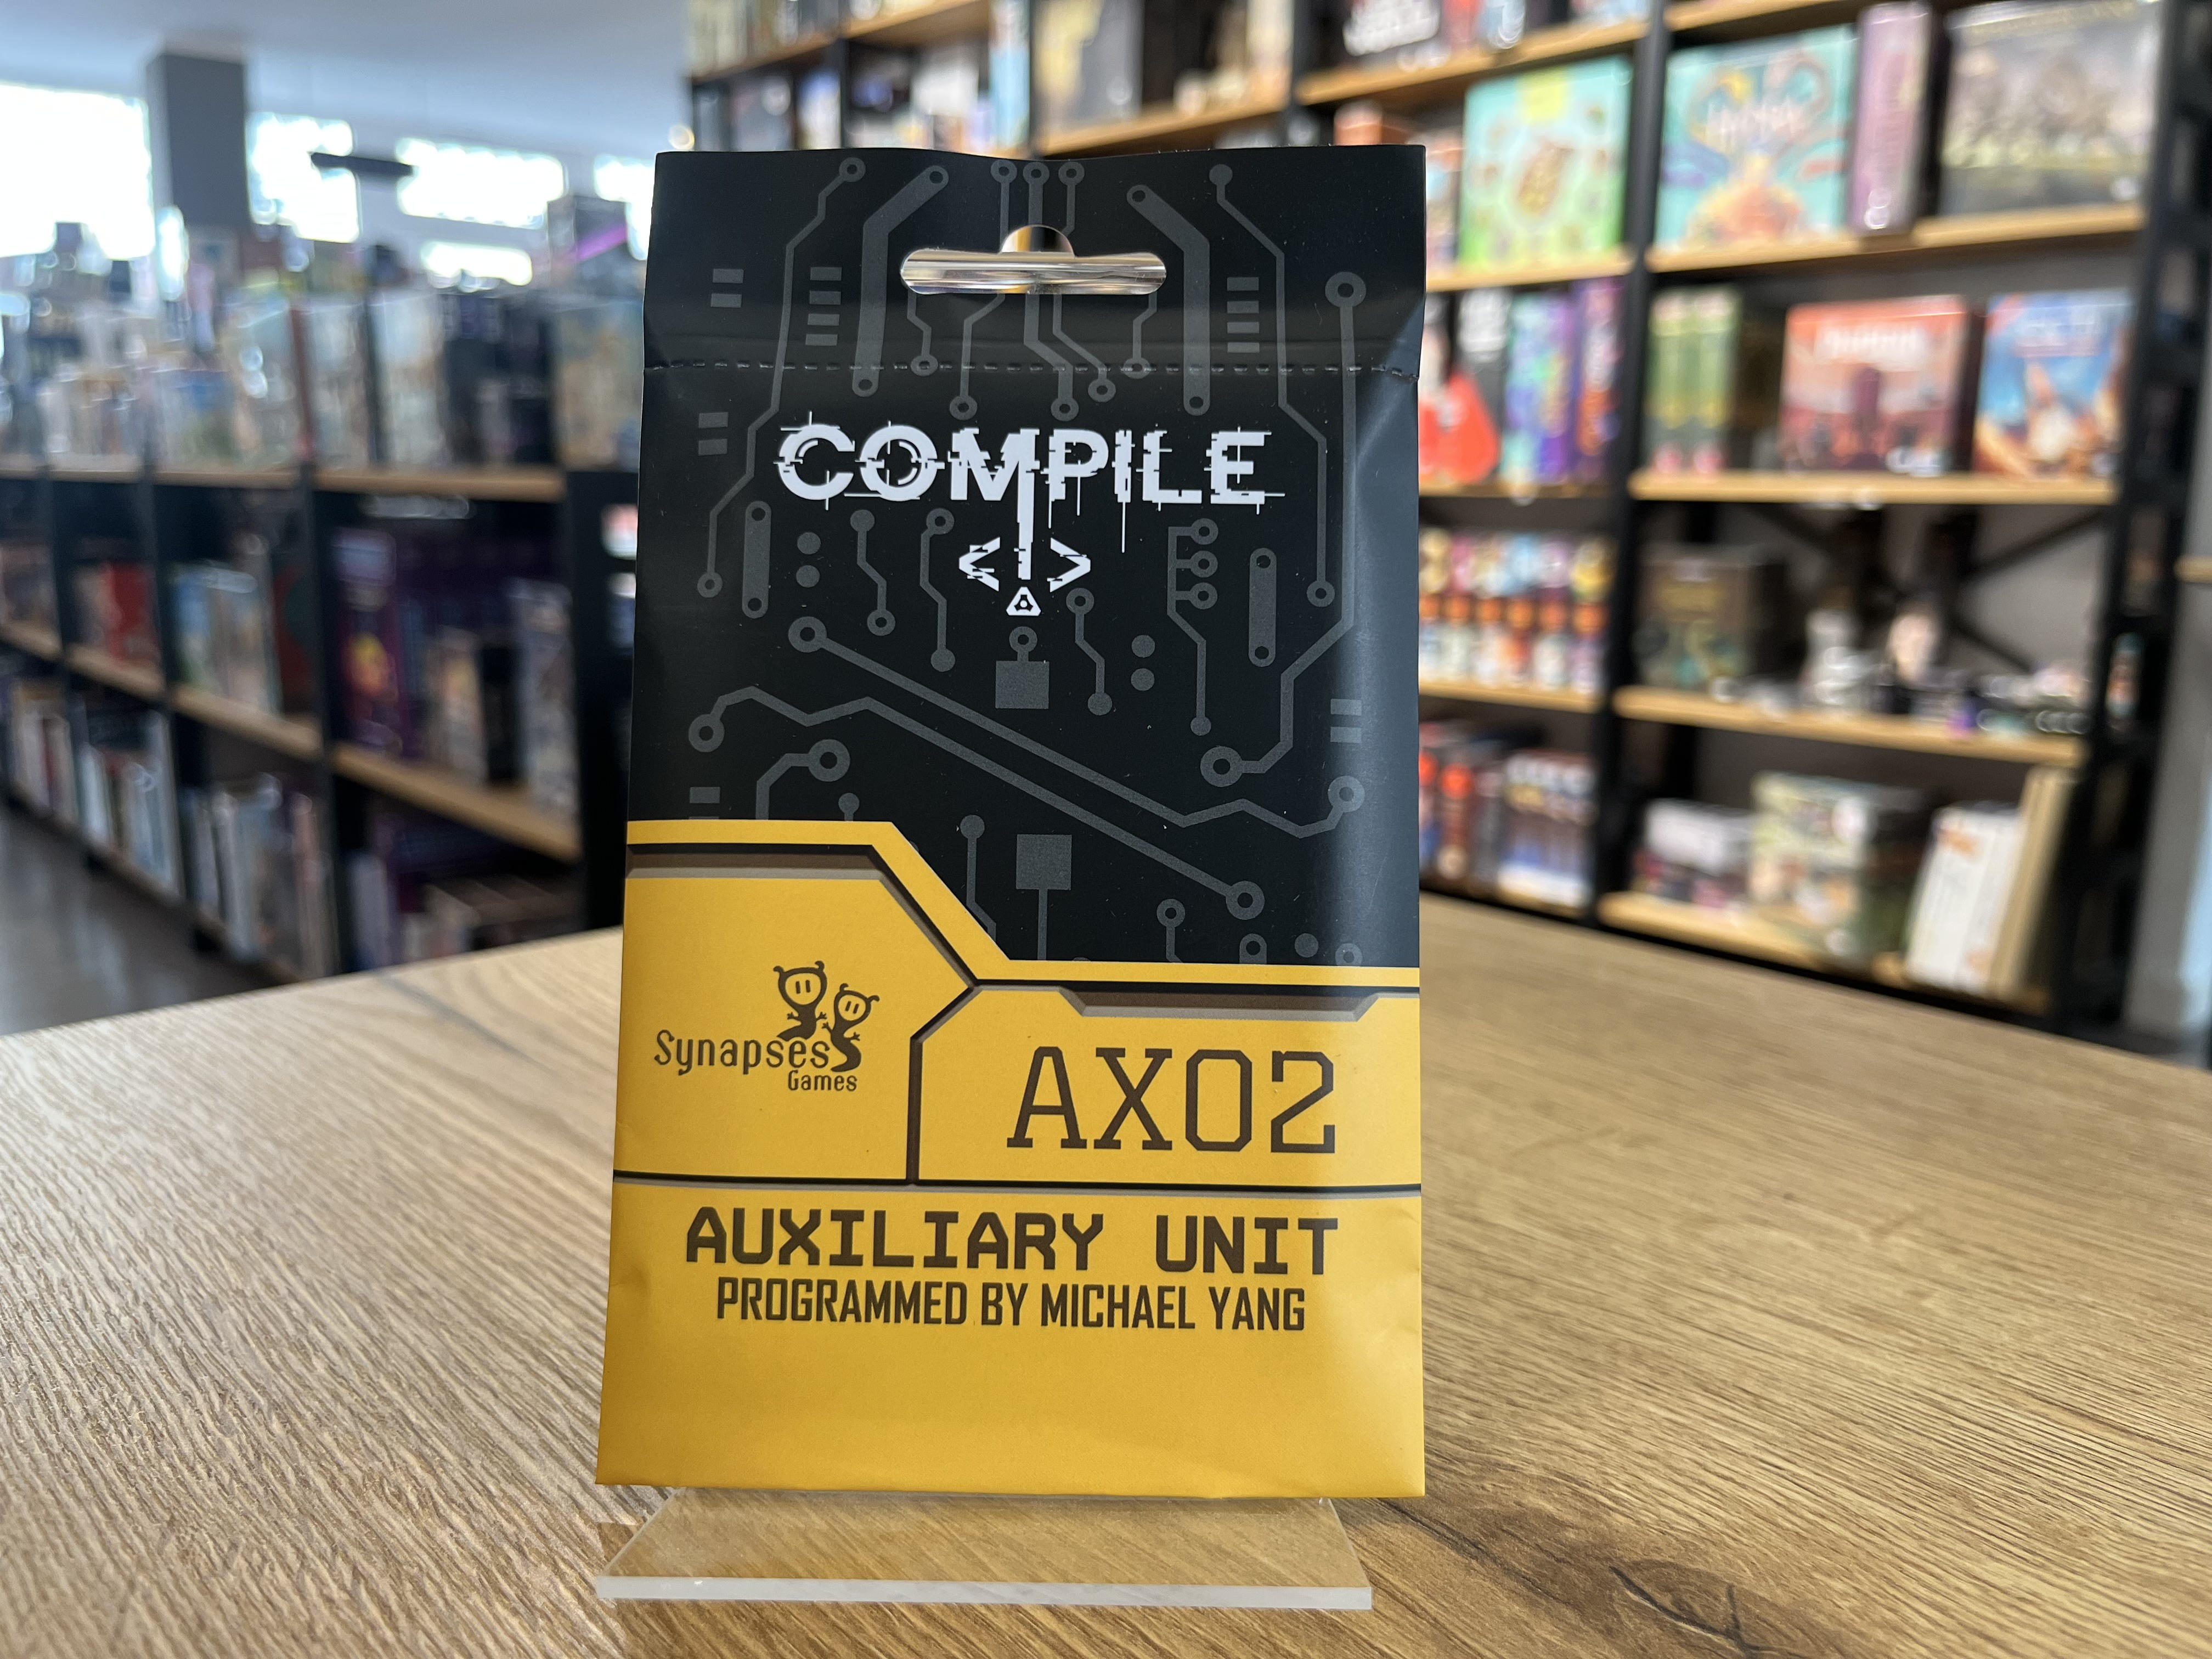 COMPILE
Synapses
Games
AX02
AUXILIARY UNIT
PROGRAMMED BY MICHAEL YANG